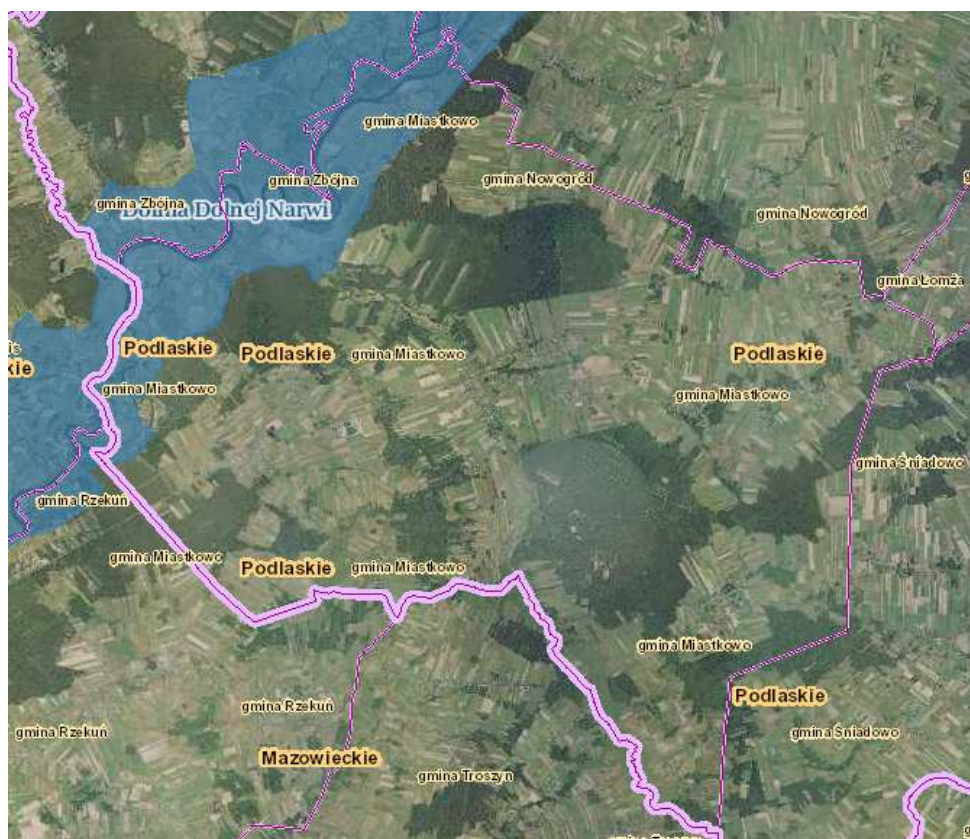 gmina Miastkowo
gmina Zbójna
gmina Nowogród
gmina Zbójna
Dolina Dolnej Narwi
gmina Nowogród
gmina Łomża
Podlaskie
Podlaskie
gmina Miastkowo
Podlaskie
kie
gmina Miastkowo
gmina Miastkowo
gmina Śniadowo
gmina Rzekuń
gmina Miastkowo
Podlaskie
gmina Miastkowo
gmina Miastkowo
Podlaskie
gmina Rzekuń
gmina Rzekuń
gmina Śniadowo
Mazowieckie
gmina Troszyn